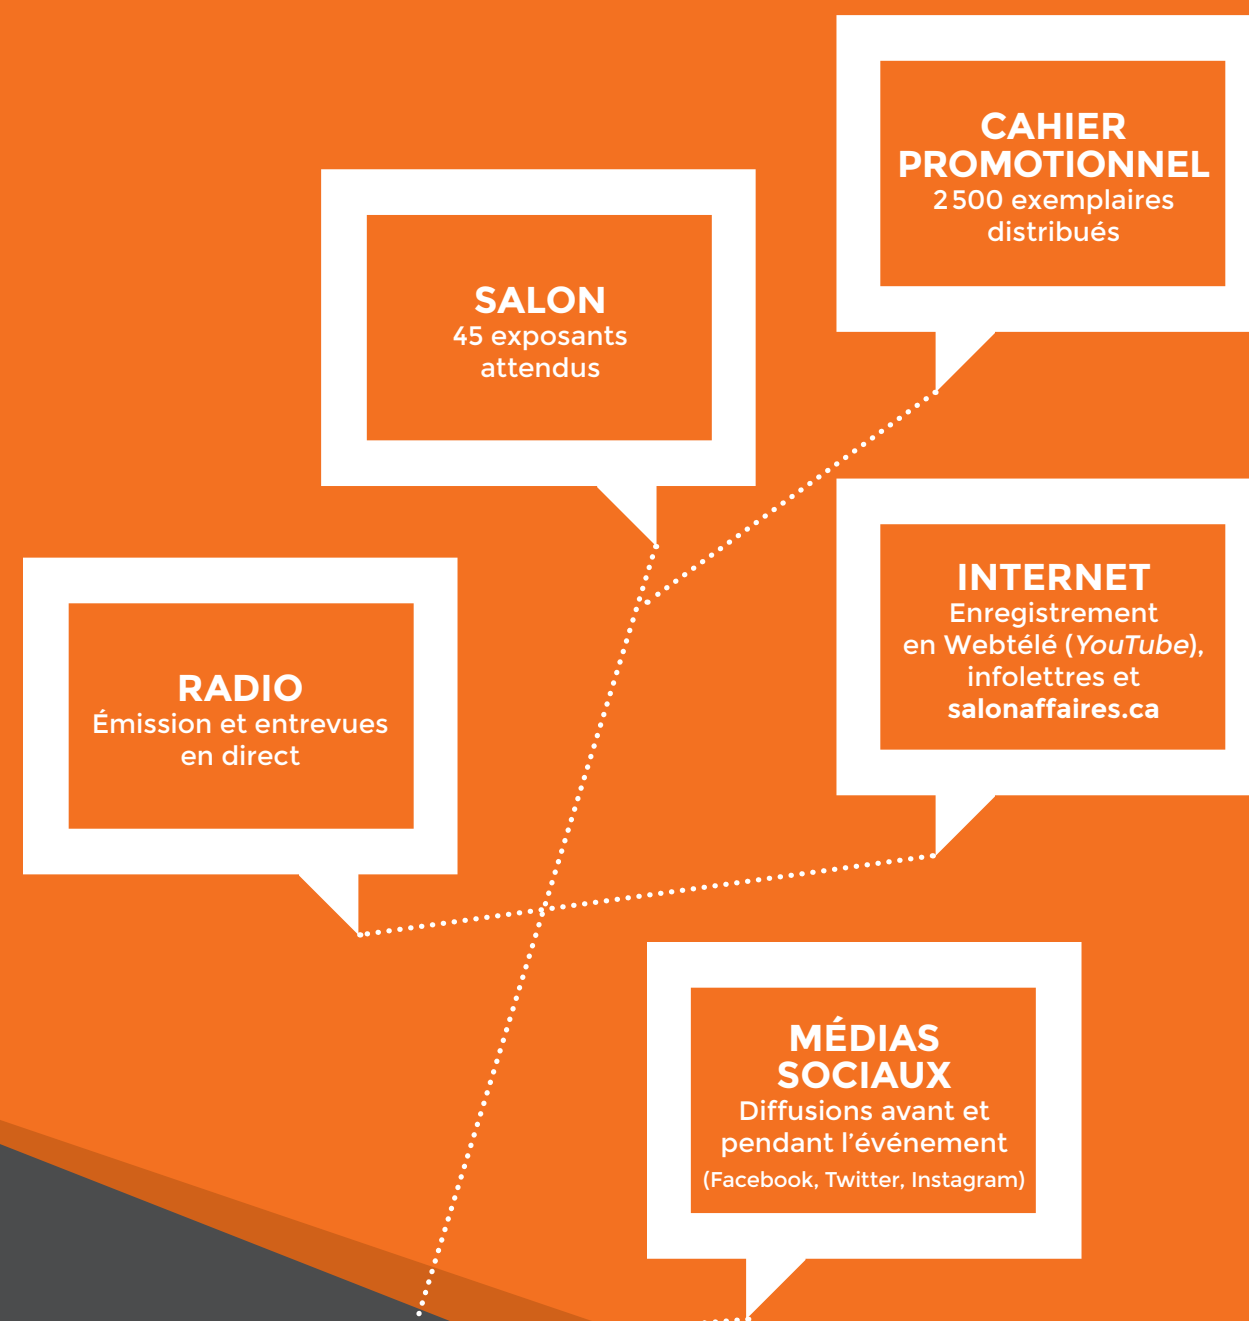 CAHIER
PROMOTIONNEL
2 500 exemplaires
distribués
SALON
45 exposants
attendus
INTERNET
Enregistrement
en Webtélé (YouTube),
infolettres et
salonaffaires.ca
RADIO
Émission et entrevues
en direct
MÉDIAS
SOCIAUX
Diffusions avant et
pendant l’événement
(Facebook, Twitter, Instagram)